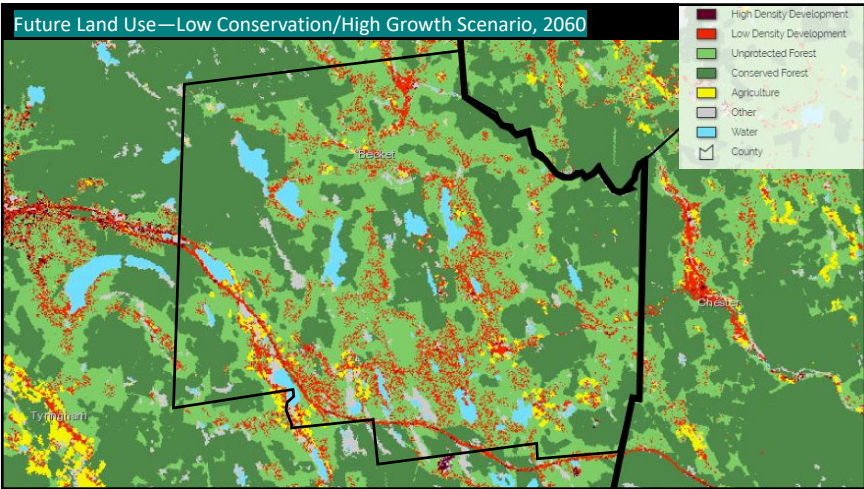 Future Land Use—Low Conservation/High Growth Scenario, 2060
High Density Development
Low Density Development
Unprotected Forest
Conserved Forest
Agriculture
Other
Water
County
Becket
Chester
Tyringham